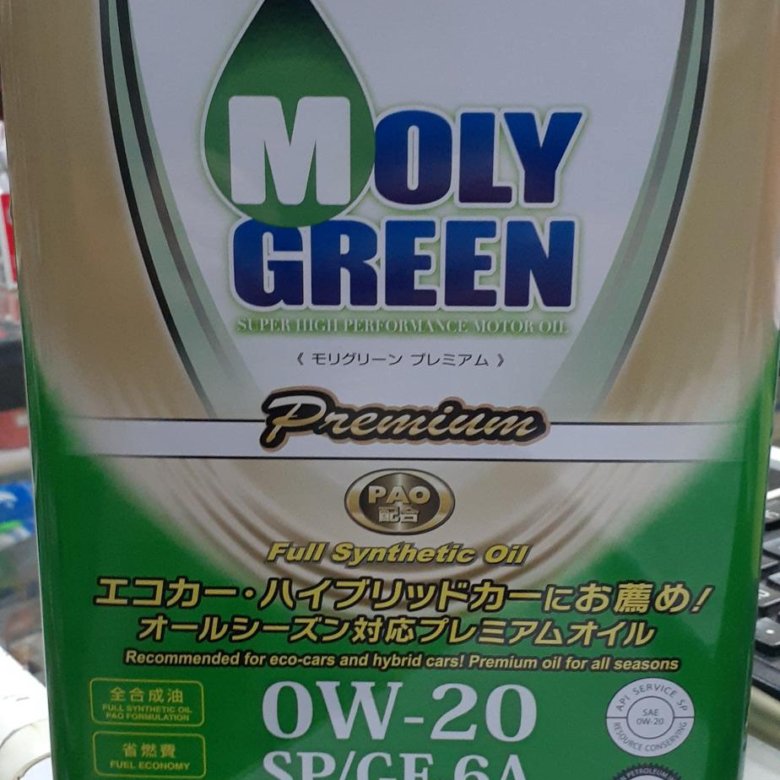 MOLY
GREEN
SUPER HIGH PERFORMANCE MOTOR OIL
《 モリグリーン プレミアム 》
Premium
PAO
配合
Full Synthetic Oil
エコカー・ハイブリッドカーにお薦め!
オールシーズン対応プレミアムオイル
Recommended for eco-cars and hybrid cars! Premium oil for all seasons
全合成油
FULL SYNTHETIC OIL
PAO FORMULATION
省燃費
FUEL ECONOMY
0W-20
SP/GF-6A
API SERVICE SP
SAE
0W-20
RESOURCE CONSERVING
PETROLEUM